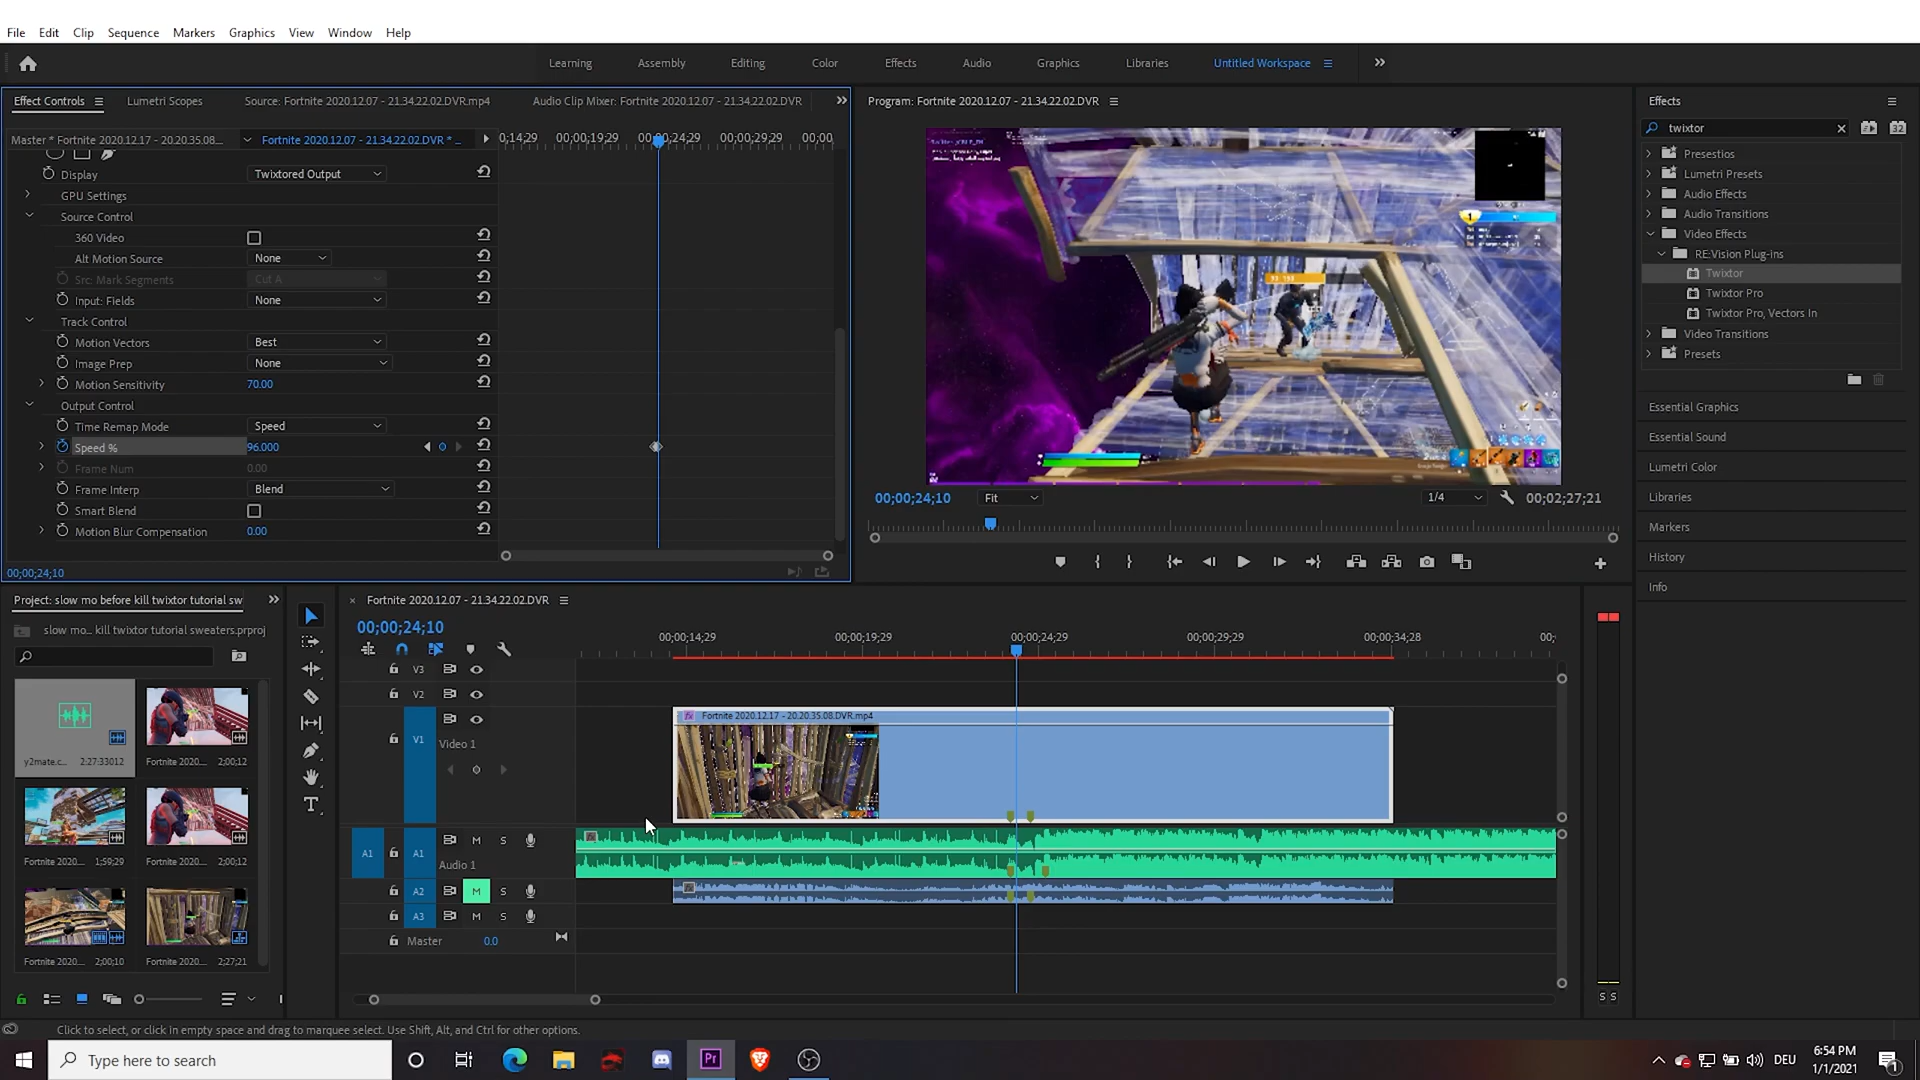 File Edit Clip Sequence Markers Graphics View Window Help
Learning Assembly Editing Color Effects Audio Graphics Libraries Untitled Workspace
Effect Controls Lumetri Scopes Source: Fortnite 2020.12.07 - 21.34.22.02.DVR.mp4 Audio Clip Mixer: Fortnite 2020.12.07 - 21.34.22.02.DVR
Master * Fortnite 2020.12.17 - 20.20.35.08... Fortnite 2020.12.07 - 21.34.22.02.DVR * ...
;0;14;29 00;00;19;29 00;00;24;29 00;00;29;29 00;00
Display Twixtored Output
GPU Settings
Source Control
360 Video
Alt Motion Source None
Src: Mark Segments Cut A
Input: Fields None
Track Control
Motion Vectors Best
Image Prep None
Motion Sensitivity 70.00
Output Control
Time Remap Mode Speed
Speed % 96.000
Frame Num 0.00
Frame Interp Blend
Smart Blend
Motion Blur Compensation 0.00
00;00;24;10
Program: Fortnite 2020.12.07 - 21.34.22.02.DVR
00;00;24;10 Fit 1/4 00;02;27;21
Effects
twixtor
32
Presestios
Lumetri Presets
Audio Effects
Audio Transitions
Video Effects
RE:Vision Plug-ins
Twixtor
Twixtor Pro
Twixtor Pro, Vectors In
Video Transitions
Presets
Essential Graphics
Essential Sound
Lumetri Color
Libraries
Markers
History
Info
Project: slow mo before kill twixtor tutorial sw
slow mo... kill twixtor tutorial sweaters.prproj
y2mate.c... 2:27:33012 Fortnite 2020.... 2;00;12
Fortnite 2020.... 1;59;29 Fortnite 2020.... 2;00;12
Fortnite 2020.... 2;00;10 Fortnite 2020.... 2;27;21
Fortnite 2020.12.07 - 21.34.22.02.DVR
00;00;24;10
00;00;14;29 00;00;19;29 00;00;24;29 00;00;29;29 00;00;34;28 00;
V3
V2
V1 Video 1
Fortnite 2020.12.17 - 20.20.35.08.DVR.mp4
A1 A1 M S Audio 1
A2 M S
A3 M S
Master 0.0
S S
Click to select, or click in empty space and drag to marquee select. Use Shift, Alt, and Ctrl for other options.
Type here to search
Pr
DEU
6:54 PM
1/1/2021
1